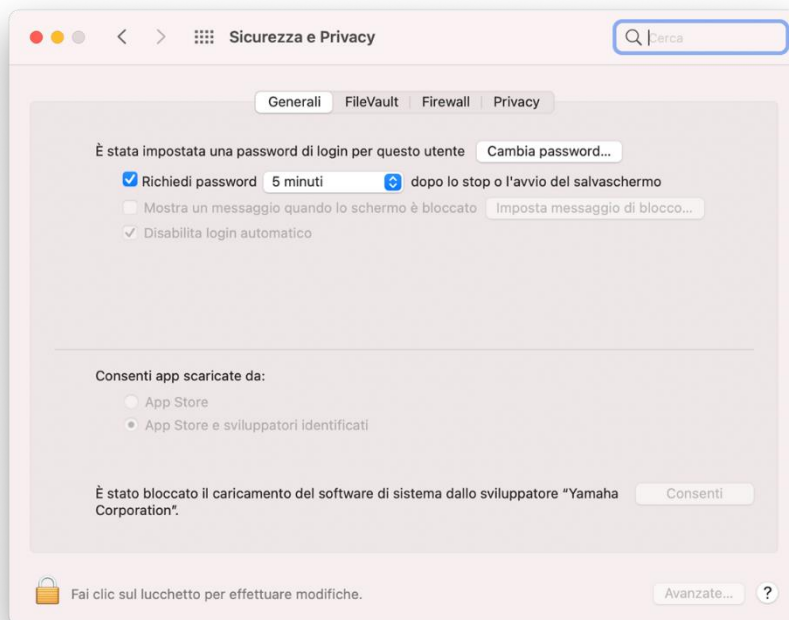 Sicurezza e Privacy
Cerca
Generali FileVault Firewall Privacy
È stata impostata una password di login per questo utente Cambia password...
Richiedi password 5 minuti dopo lo stop o l'avvio del salvaschermo
Mostra un messaggio quando lo schermo è bloccato Imposta messaggio di blocco...
Disabilita login automatico
Consenti app scaricate da:
App Store
App Store e sviluppatori identificati
È stato bloccato il caricamento del software di sistema dallo sviluppatore “Yamaha
Corporation”.
Consenti
Fai clic sul lucchetto per effettuare modifiche.
Avanzate... ?